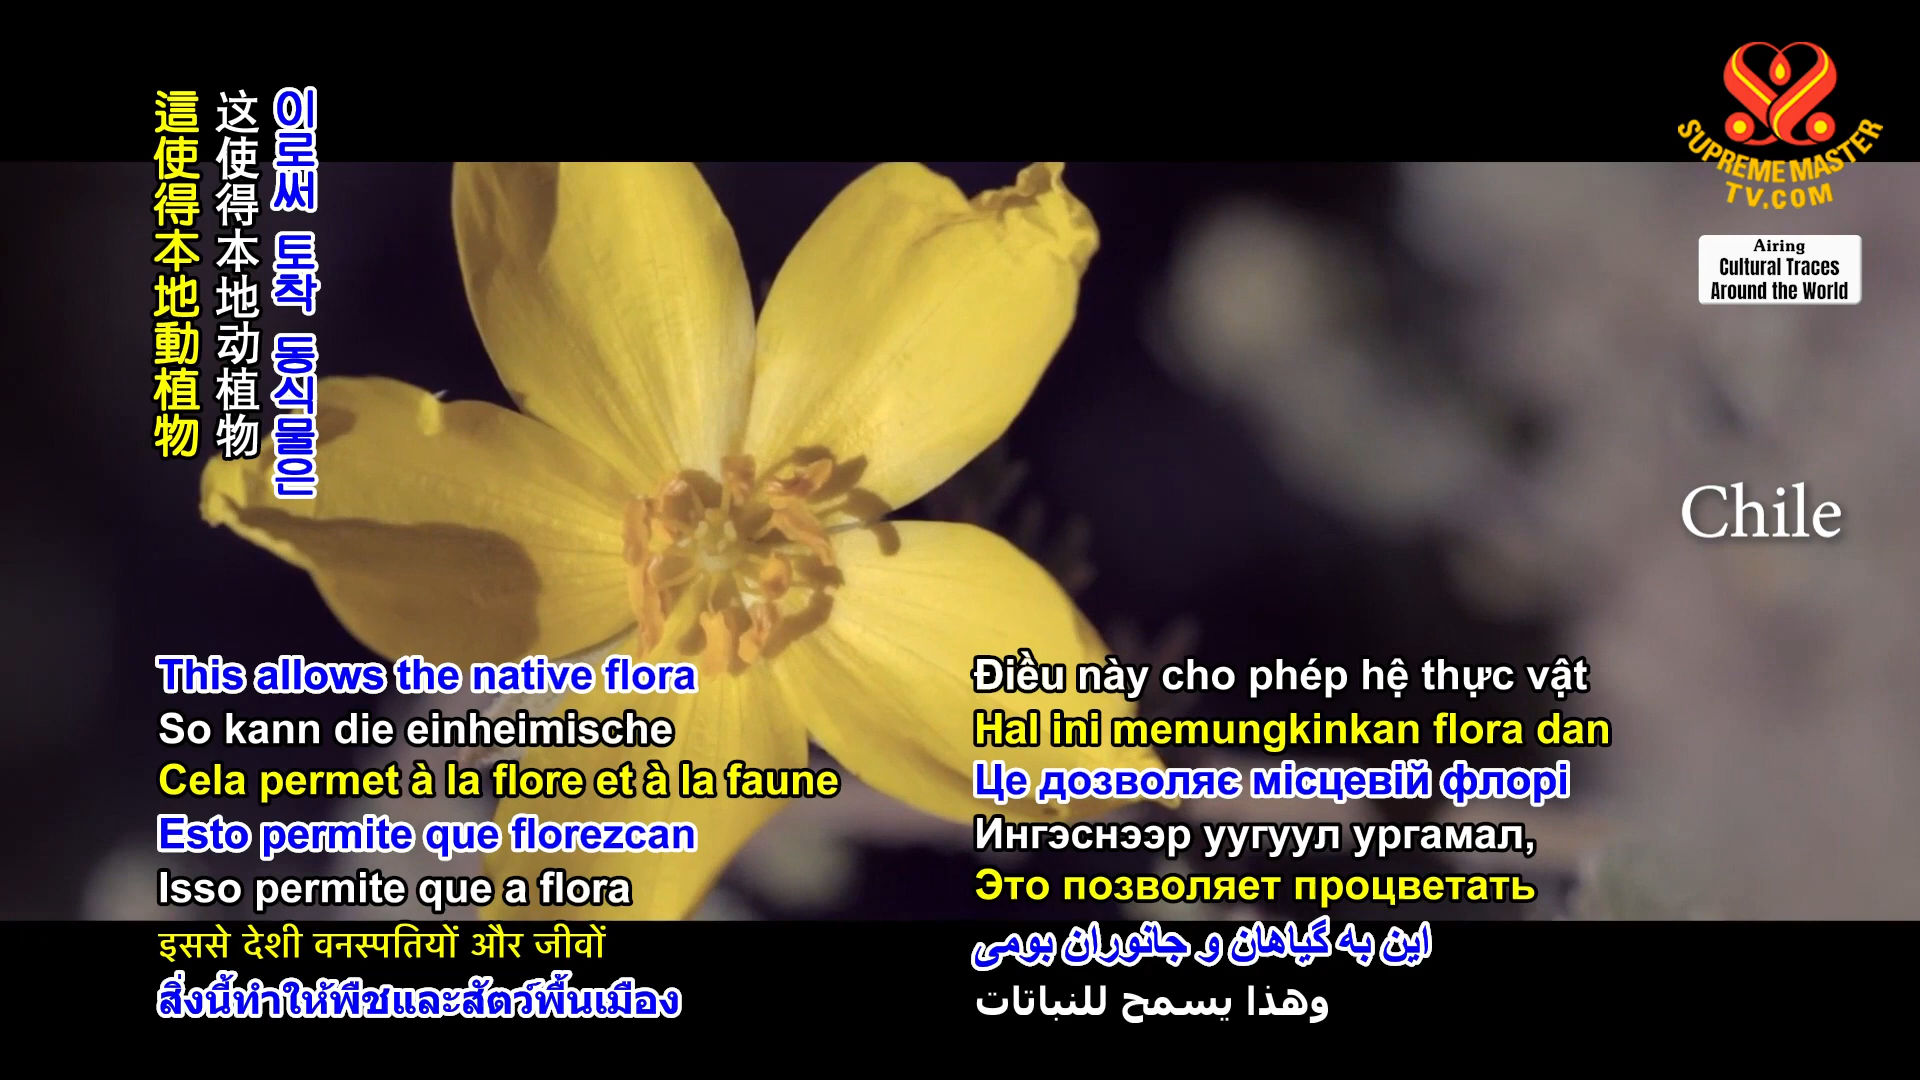 SUPREME MASTER
TV.COM
Airing
Cultural Traces
Around the World
이로써 토착 동식물은
这使得本地动植物
這使得本地動植物
Chile
This allows the native flora
So kann die einheimische
Cela permet à la flore et à la faune
Esto permite que florezcan
Isso permite que a flora
इससे देशी वनस्पतियों और जीवों
สิ่งนี้ทำให้พืชและสัตว์พื้นเมือง
Điều này cho phép hệ thực vật
Hal ini memungkinkan flora dan
Це дозволяє місцевій флорі
Ингэснээр уугуул ургамал,
Это позволяет процветать
این به گیاهان و جانوران بومی
وهذا يسمح للنباتات